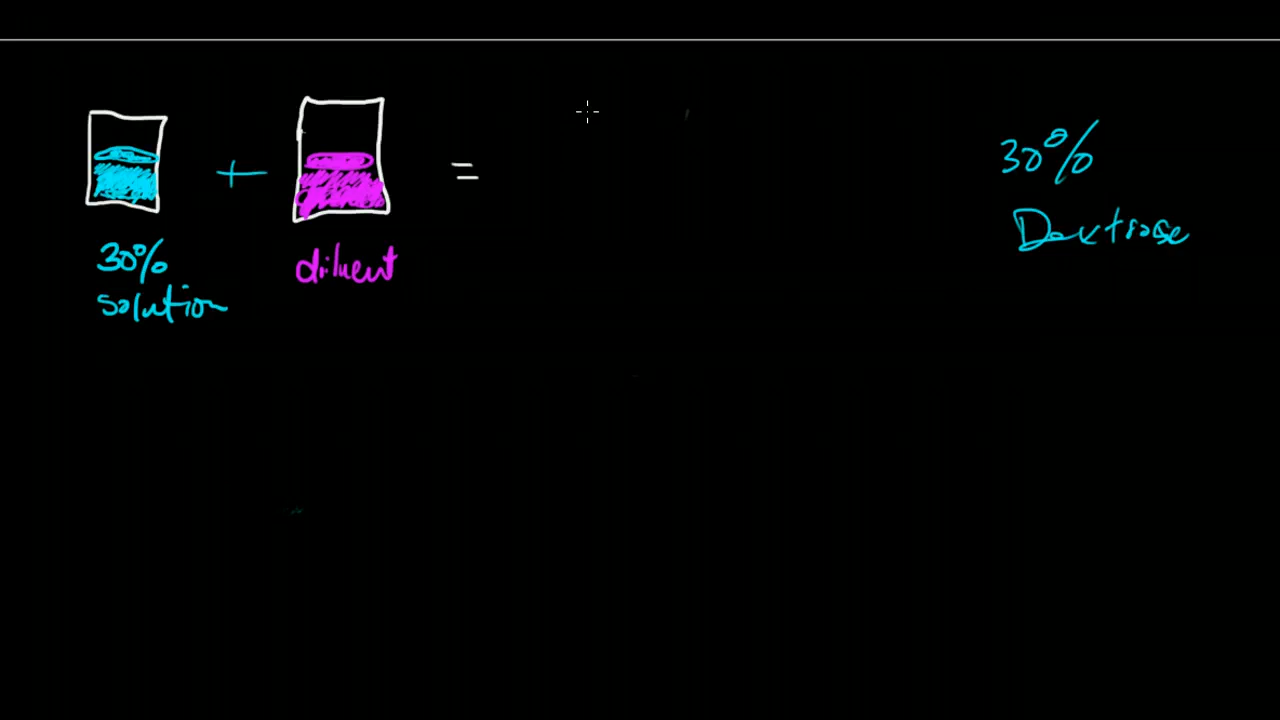 +
=
30%
solution
diluent
30%
Dextrose